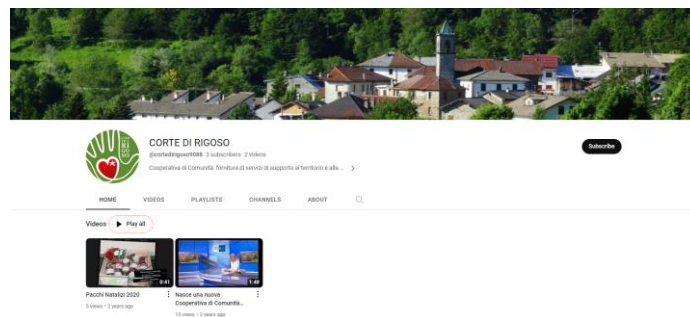 CORTE DI RIGOSO
@cortedirigoso9088 3 subscribers 2 videos
Cooperativa di Comunità: fornitura di servizi di supporto al territorio e alla ...
Subscribe
HOME VIDEOS PLAYLISTS CHANNELS ABOUT
Videos Play all
0:41
1:48
Pacchi Natalizi 2020
5 views • 2 years ago
Nasce una nuova
Cooperativa di Comunità...
73 views • 2 years ago